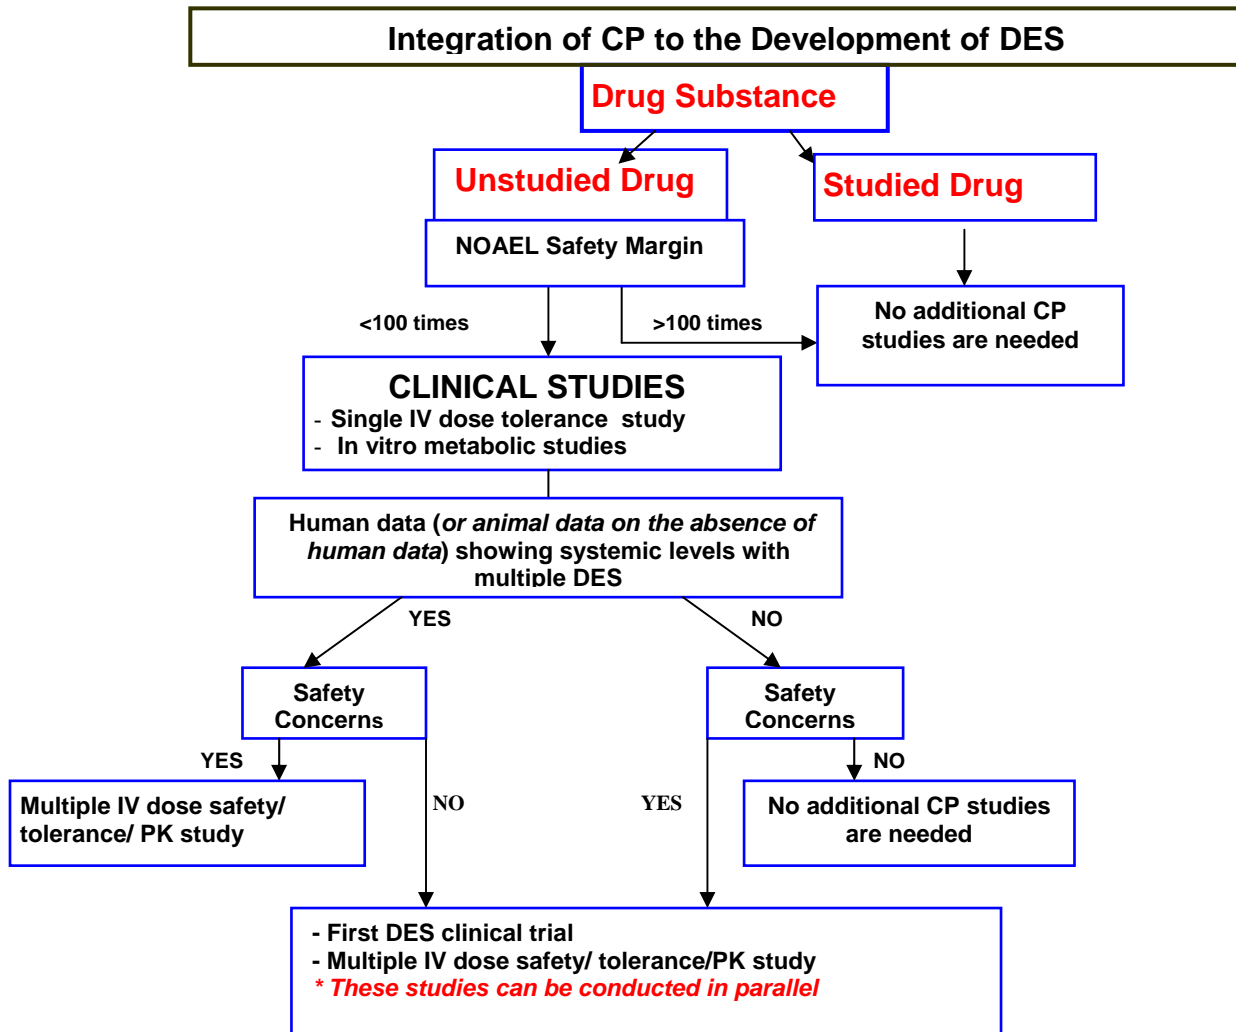 Integration of CP to the Development of DES
Drug Substance
Unstudied Drug
Studied Drug
NOAEL Safety Margin
<100 times
>100 times
No additional CP
studies are needed
CLINICAL STUDIES
- Single IV dose tolerance study
- In vitro metabolic studies
Human data (or animal data on the absence of
human data) showing systemic levels with
multiple DES
YES
NO
Safety
Concerns
Safety
Concerns
YES
NO
YES
NO
Multiple IV dose safety/
tolerance/ PK study
No additional CP studies
are needed
- First DES clinical trial
- Multiple IV dose safety/ tolerance/PK study
* These studies can be conducted in parallel